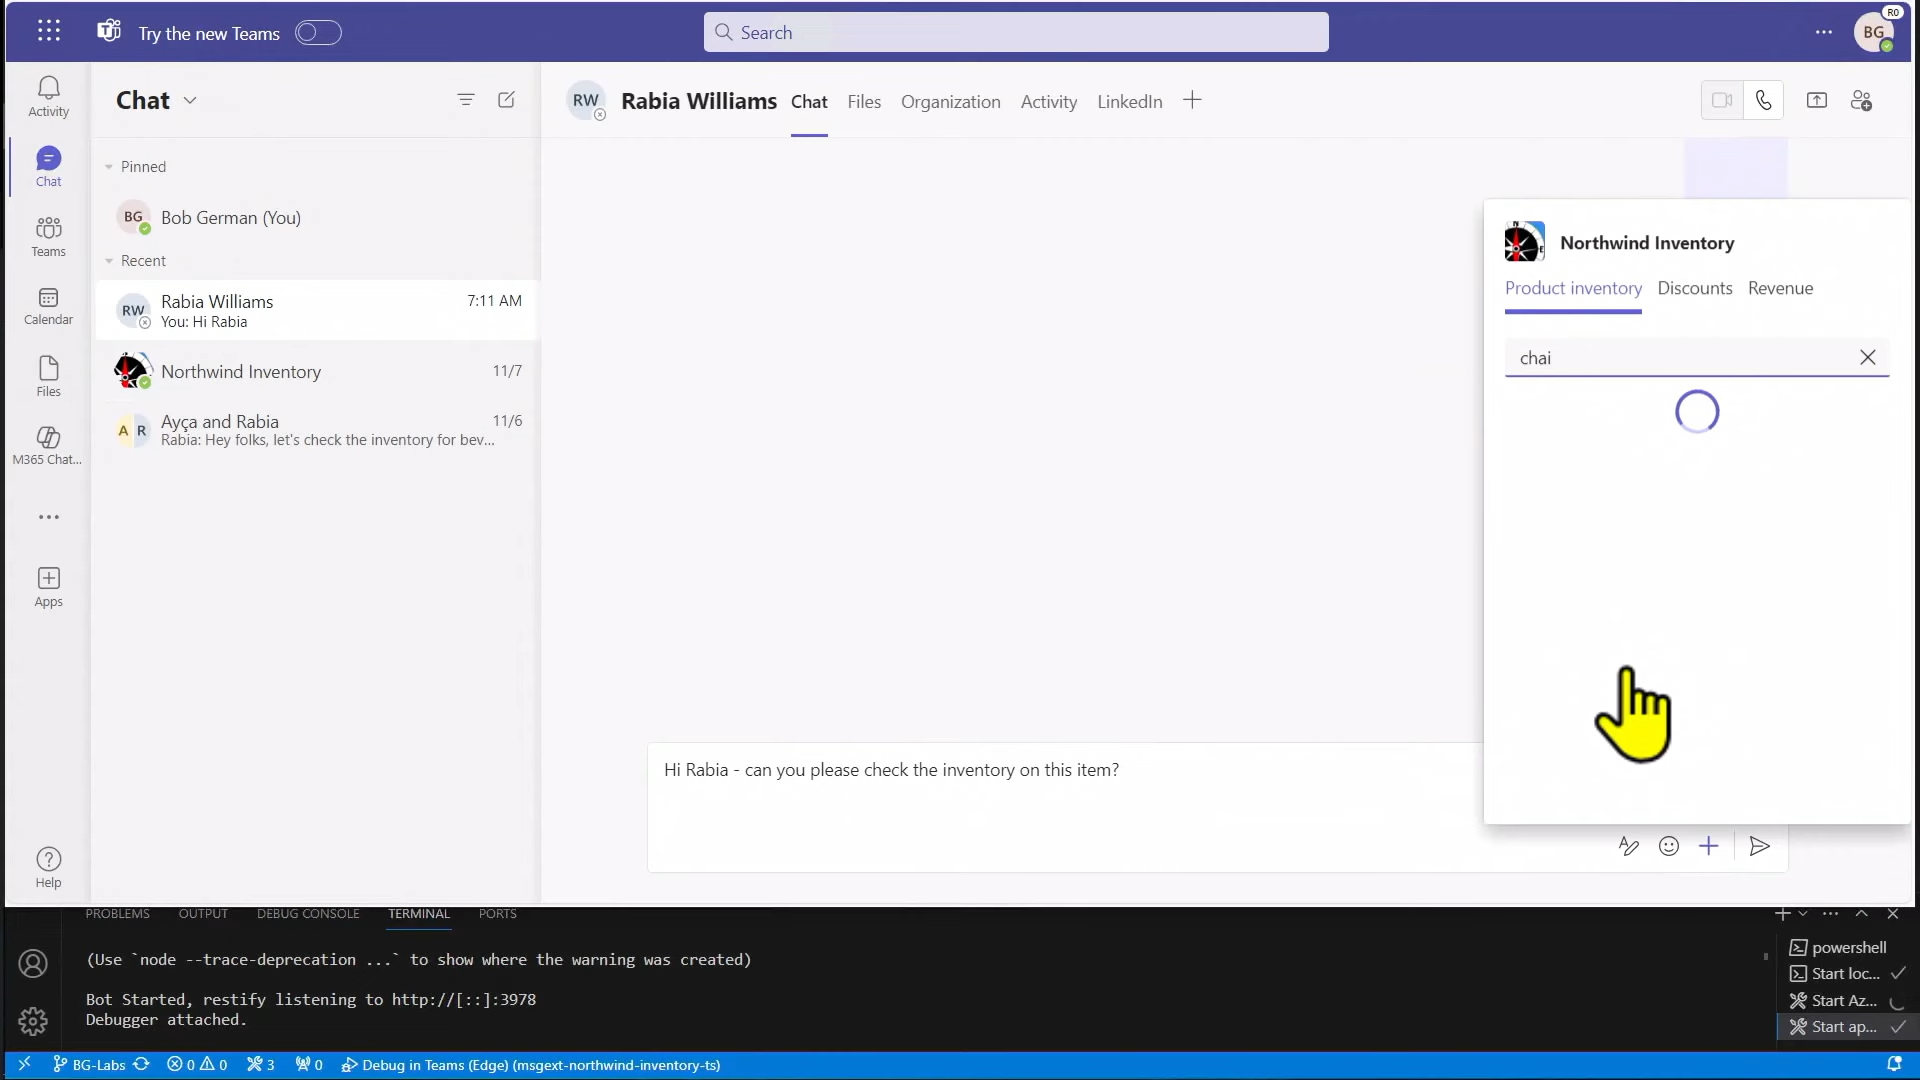 Try the new Teams
Search
R0
BG
Activity
Chat
Teams
Calendar
Files
M365 Chat...
Apps
Help
Chat
Pinned
BG
Bob German (You)
Recent
RW
Rabia Williams
7:11 AM
You: Hi Rabia
Northwind Inventory
11/7
A R
Ayça and Rabia
11/6
Rabia: Hey folks, let's check the inventory for bev...
RW
Rabia Williams
Chat
Files
Organization
Activity
LinkedIn
Northwind Inventory
Product inventory
Discounts
Revenue
chai
Hi Rabia - can you please check the inventory on this item?
PROBLEMS
OUTPUT
DEBUG CONSOLE
TERMINAL
PORTS
(Use `node --trace-deprecation ...` to show where the warning was created)
Bot Started, restify listening to http://[::]:3978
Debugger attached.
powershell
Start loc...
Start Az...
Start ap...
BG-Labs
0
0
3
0
Debug in Teams (Edge) (msgext-northwind-inventory-ts)